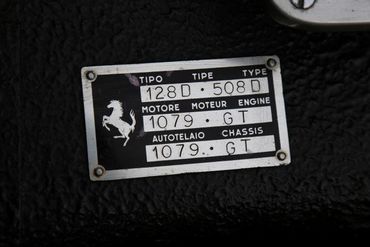 TIPO TIPE TYPE
128D · 508D
MOTORE MOTEUR ENGINE
1079 · GT
AUTOTELAIO CHASSIS
1079. · GT